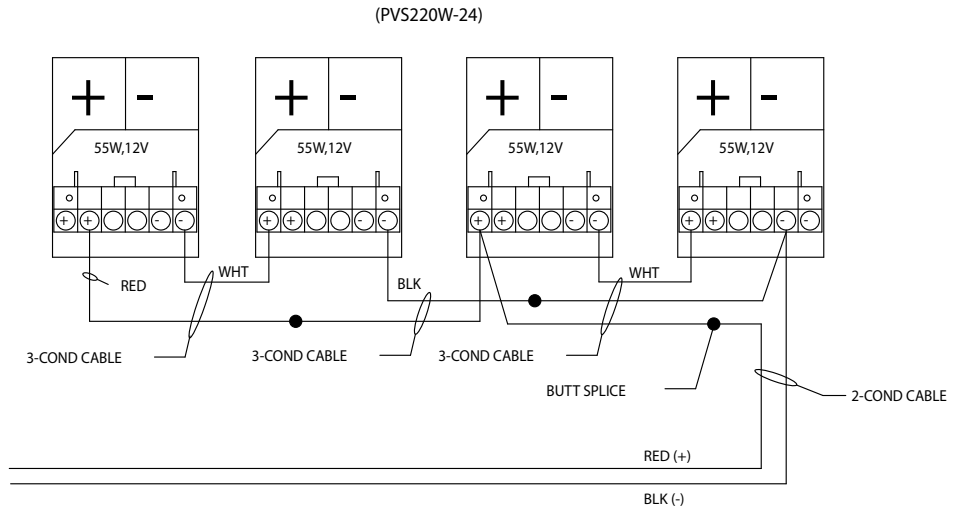 (PVS220W-24)
+ -
+ -
+ -
+ -
55W,12V
55W,12V
55W,12V
55W,12V
+ + - -
+ + - -
+ + - -
+ + - -
WHT
WHT
RED
BLK
3-COND CABLE
3-COND CABLE
3-COND CABLE
BUTT SPLICE
2-COND CABLE
RED (+)
BLK (-)